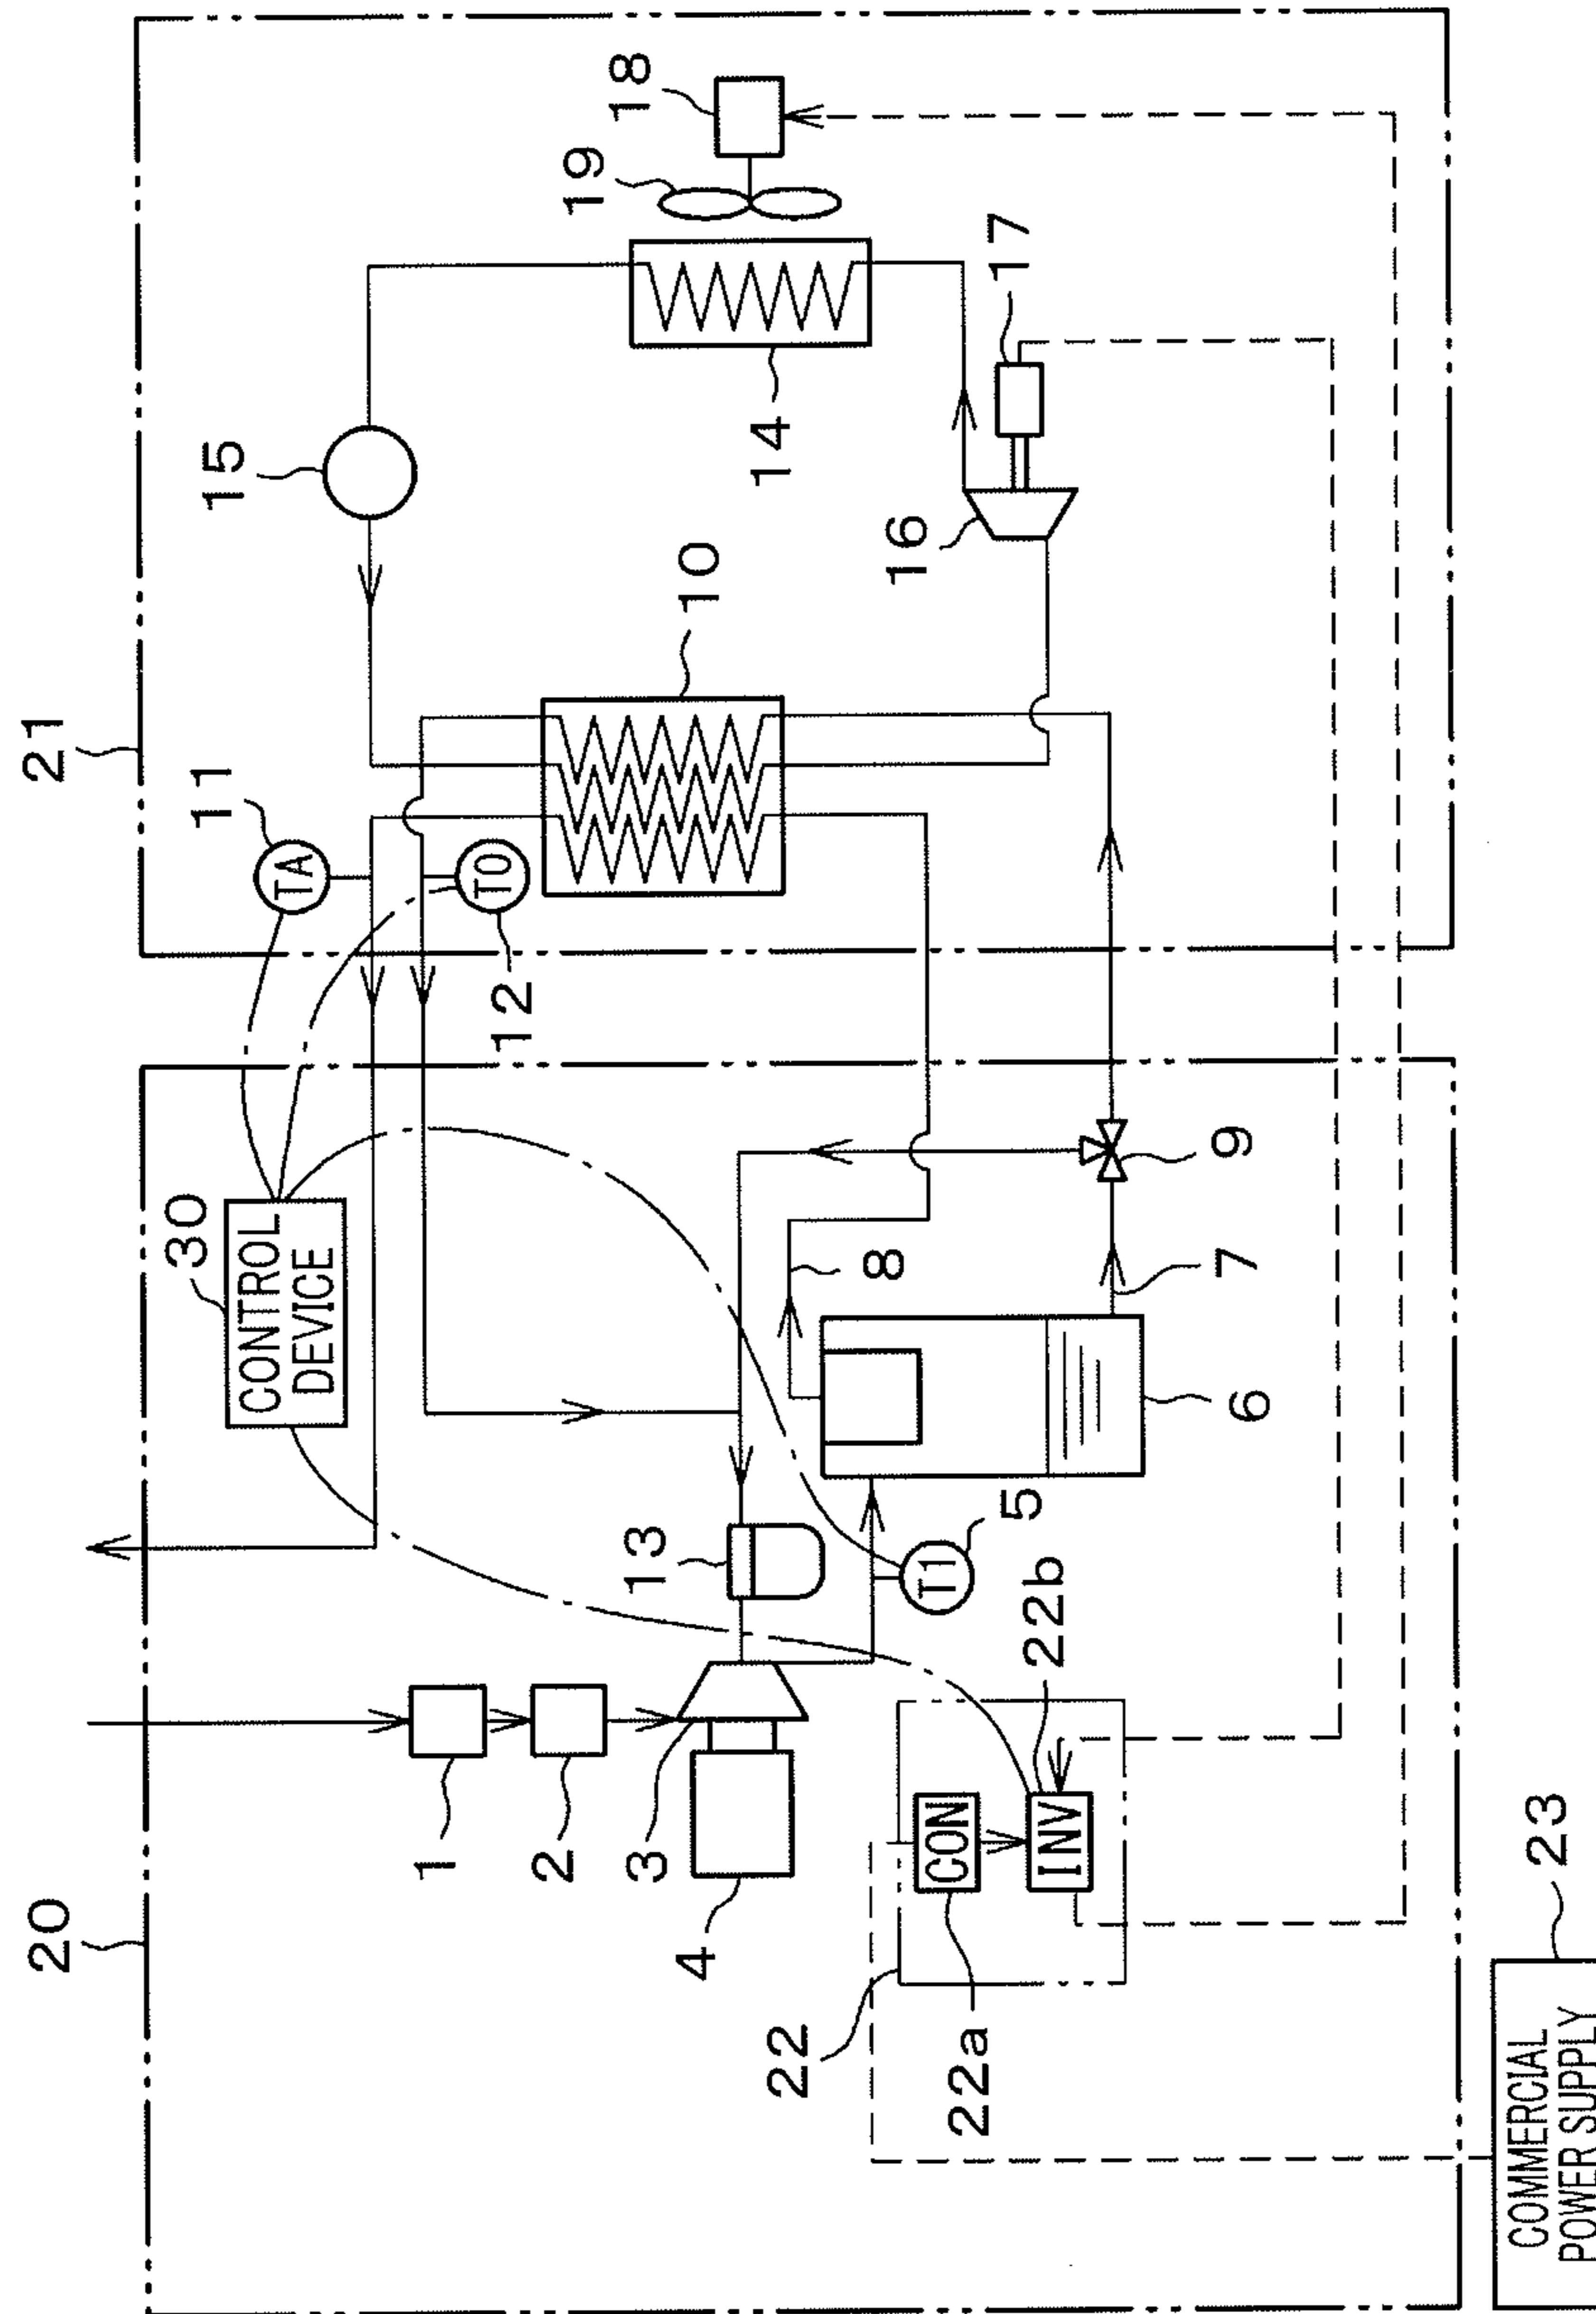 20
21
30
11
15
CONTROL
DEVICE
TA
1
12
T0
2
19
18
3
13
10
4
14
22
8
16
CON
T1
22a
5
17
22b
INV
6
7
9
23
COMMERCIAL
POWER SUPPLY